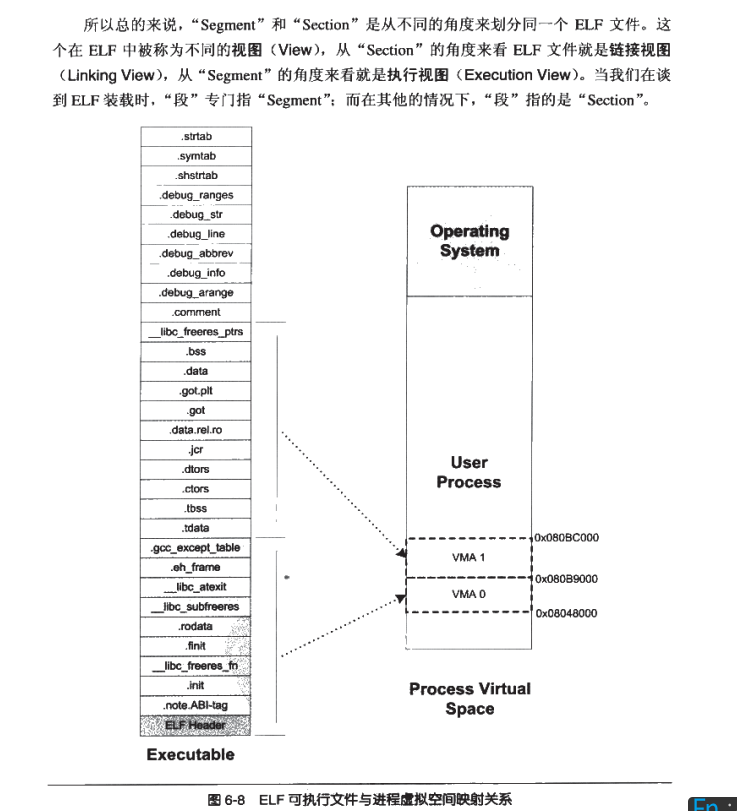 所以总的来说，“Segment”和“Section”是从不同的角度来划分同一个 ELF 文件。这
个在 ELF 中被称为不同的视图（View），从“Section”的角度来看 ELF 文件就是链接视图
（Linking View），从“Segment”的角度来看就是执行视图（Execution View）。当我们在谈
到 ELF 装载时，“段”专门指“Segment”；而在其他的情况下，“段”指的是“Section”。
.strtab
.symtab
.shstrtab
.debug_ranges
.debug_str
.debug_line
.debug_abbrev
.debug_info
.debug_arange
.comment
__libc_freeres_ptrs
.bss
.data
.got.plt
.got
.data.rel.ro
.jcr
.dtors
.ctors
.tbss
.tdata
.gcc_except_table
.eh_frame
__libc_atexit
__libc_subfreeres
.rodata
.finit
__libc_freeres_fn
.init
.note.ABI-tag
ELF Header
Executable
Operating
System
User
Process
0x080BC000
VMA 1
0x080B9000
VMA 0
0x08048000
Process Virtual
Space
图 6-8 ELF 可执行文件与进程虚拟空间映射关系
En